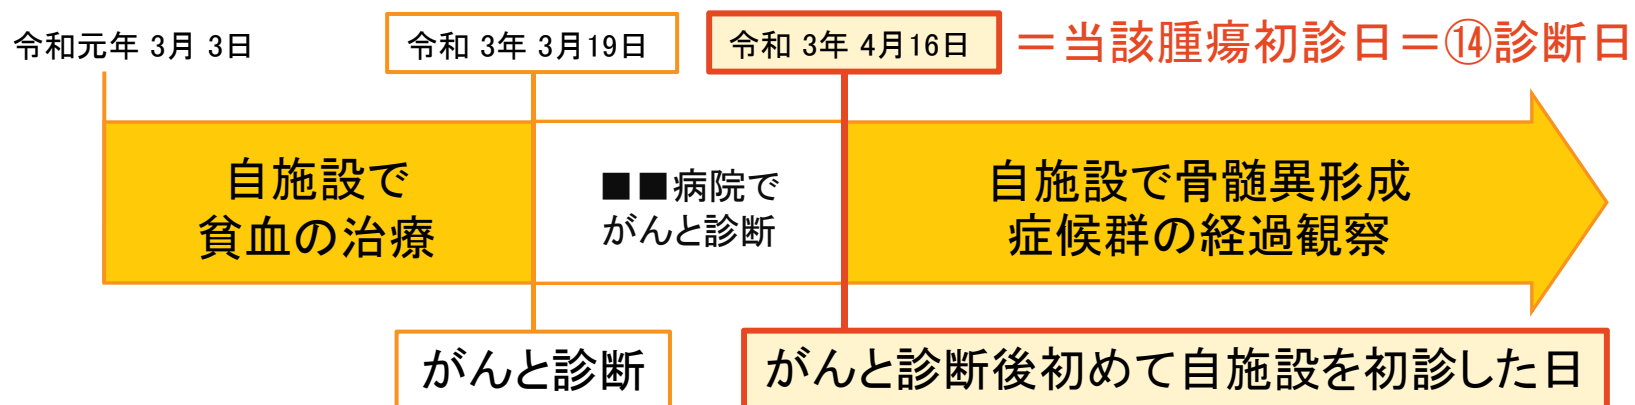 令和元年 3月 3日
令和 3年 3月19日
令和 3年 4月16日
＝当該腫瘍初診日＝⑭診断日
自施設で
貧血の治療
■■病院で
がんと診断
自施設で骨髄異形成
症候群の経過観察
がんと診断
がんと診断後初めて自施設を初診した日